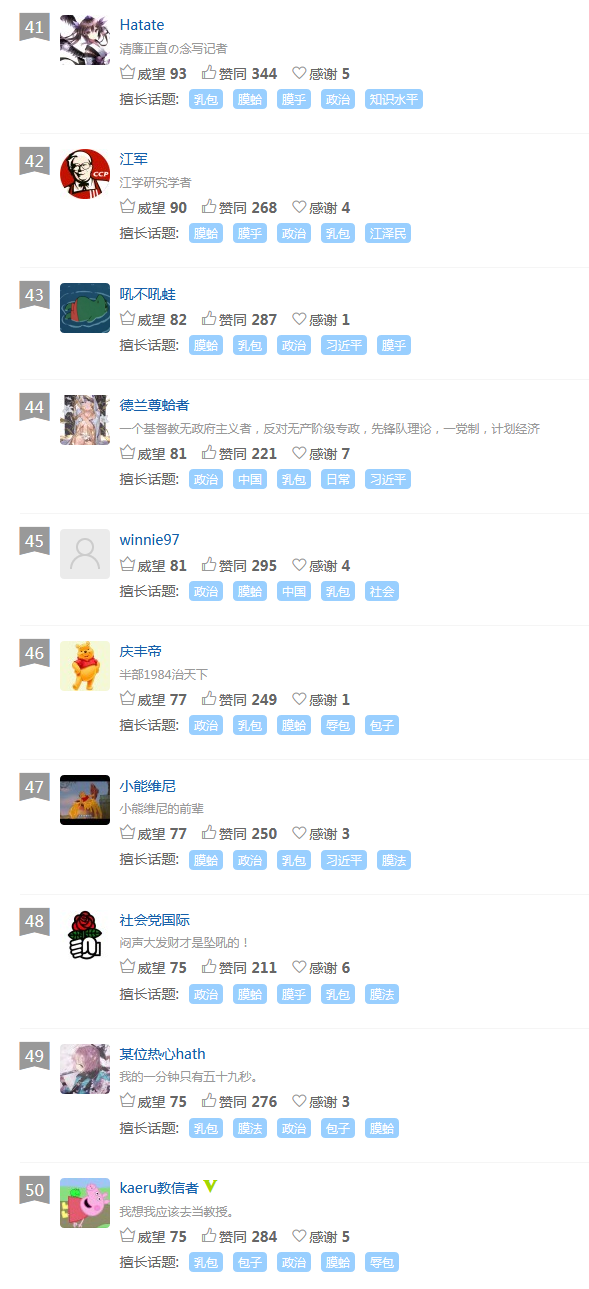 41
Hatate
清廉正直の念写记者
威望 93 赞同 344 感谢 5
擅长话题: 乳包 膜蛤 膜乎 政治 知识水平
42
CCP
江军
江学研究学者
威望 90 赞同 268 感谢 4
擅长话题: 膜蛤 膜乎 政治 乳包 江泽民
43
吼不吼蛙
威望 82 赞同 287 感谢 1
擅长话题: 膜蛤 乳包 政治 习近平 膜乎
44
德兰尊蛤者
一个基督教无政府主义者，反对无产阶级专政，先锋队理论，一党制，计划经济
威望 81 赞同 221 感谢 7
擅长话题: 政治 中国 乳包 日常 习近平
45
winnie97
威望 81 赞同 295 感谢 4
擅长话题: 政治 膜蛤 中国 乳包 社会
46
庆丰帝
半部1984治天下
威望 77 赞同 249 感谢 1
擅长话题: 政治 乳包 膜蛤 辱包 包子
47
小能维尼
小熊维尼的前辈
威望 77 赞同 250 感谢 3
擅长话题: 膜蛤 政治 乳包 习近平 膜法
48
社会党国际
闷声大发财才是坠吼的！
威望 75 赞同 211 感谢 6
擅长话题: 政治 膜蛤 膜乎 乳包 膜法
49
某位热心hath
我的一分钟只有五十九秒。
威望 75 赞同 276 感谢 3
擅长话题: 乳包 膜法 政治 包子 膜蛤
50
kaeru教信者
我想我应该去当教授。
威望 75 赞同 284 感谢 5
擅长话题: 乳包 包子 政治 膜蛤 辱包